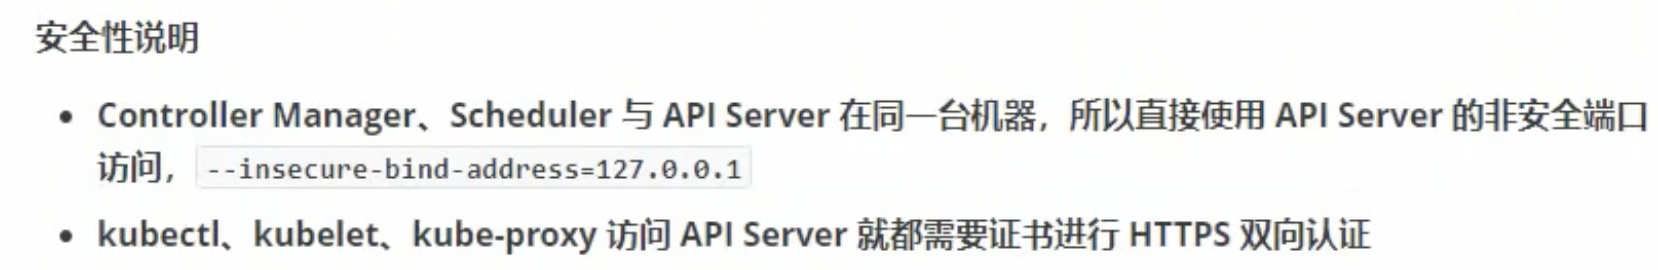 安全性说明
• Controller Manager、Scheduler 与 API Server 在同一台机器，所以直接使用 API Server 的非安全端口
访问，--insecure-bind-address=127.0.0.1
• kubectl、kubelet、kube-proxy 访问 API Server 就都需要证书进行 HTTPS 双向认证